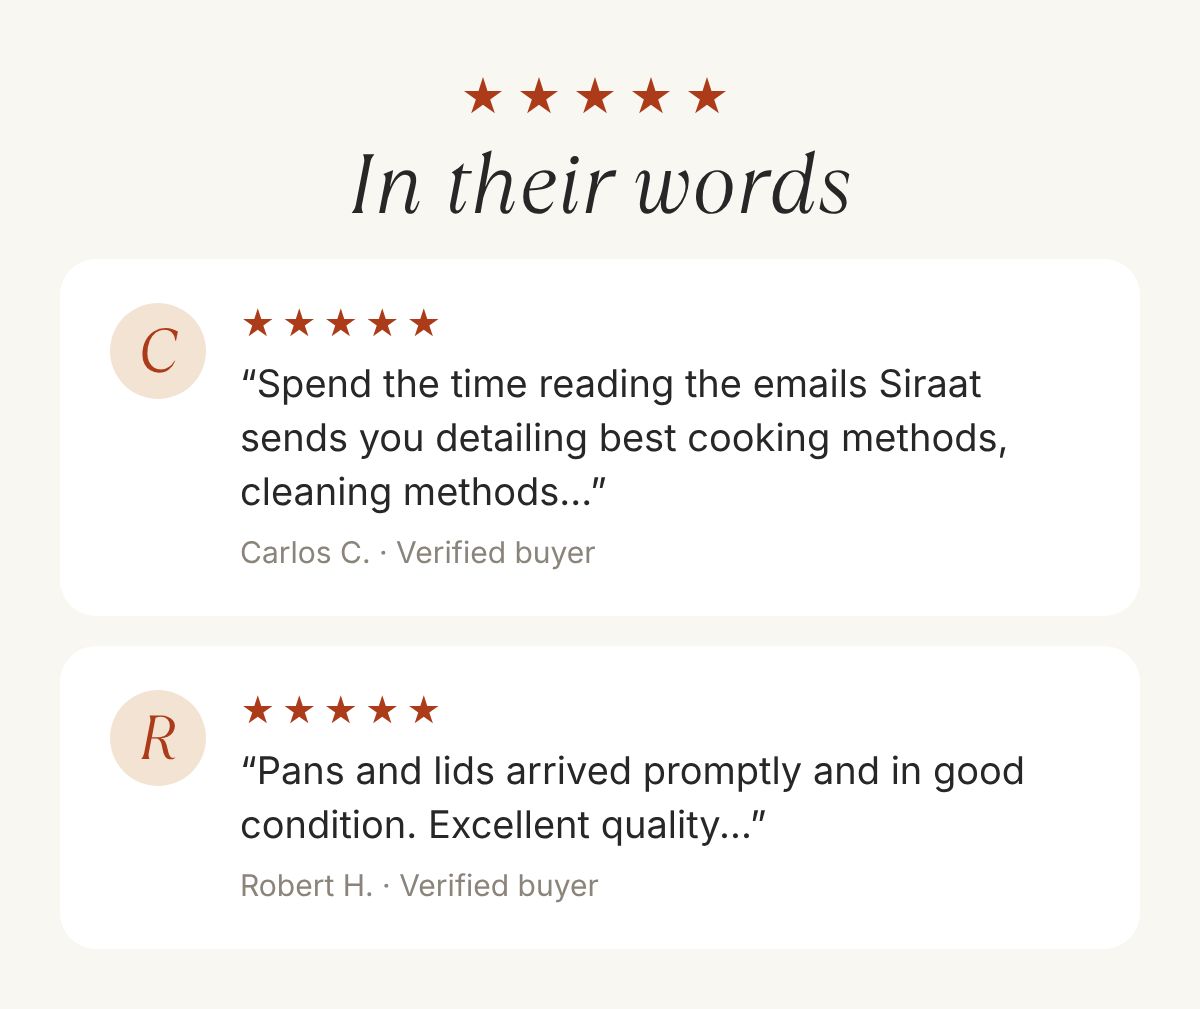 ★★★★★
In their words
C
★★★★★
“Spend the time reading the emails Siraat
sends you detailing best cooking methods,
cleaning methods...”
Carlos C. · Verified buyer
R
★★★★★
“Pans and lids arrived promptly and in good
condition. Excellent quality...”
Robert H. · Verified buyer